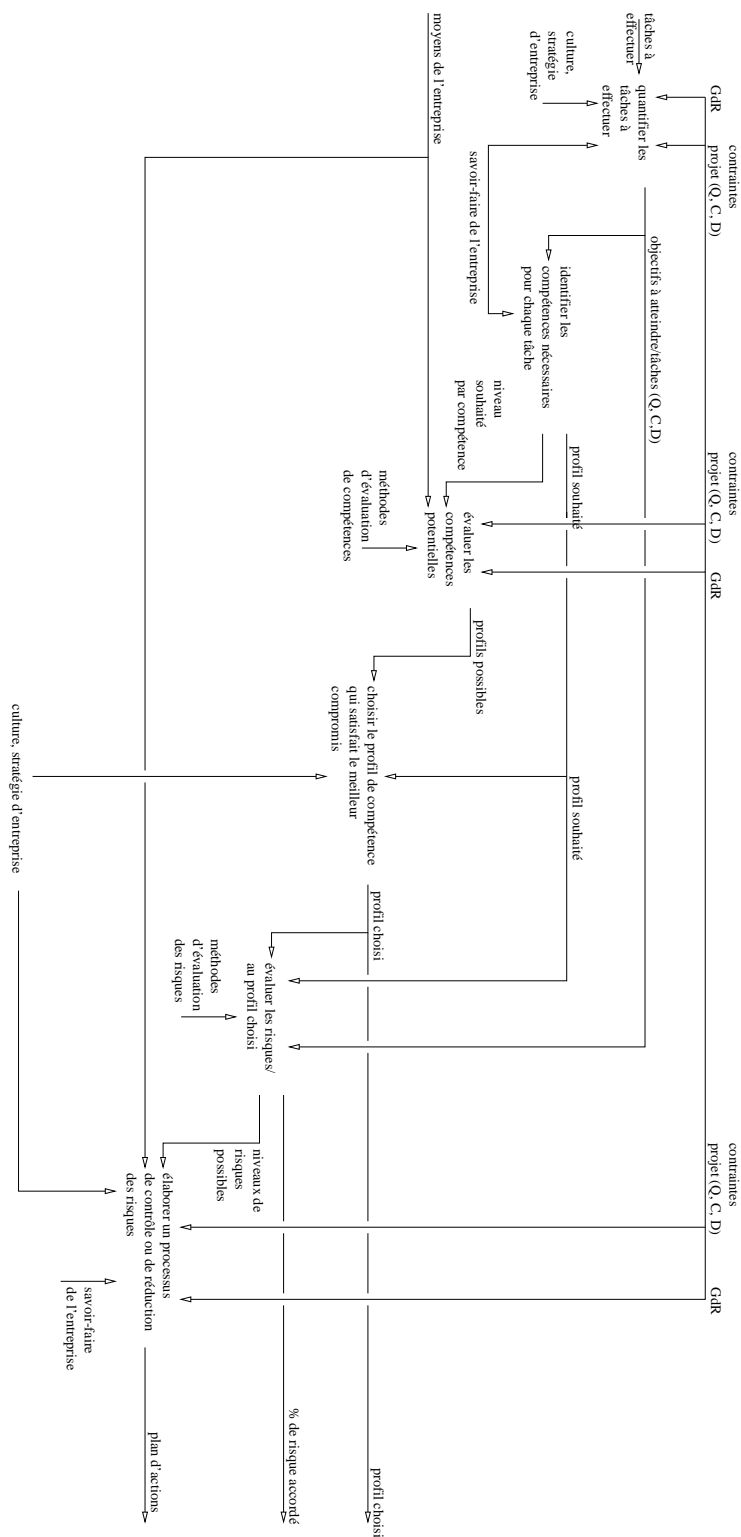 tâches à
effectuer
GdR
contraintes
projet (Q, C, D)
quantifier les
tâches à
effectuer
culture,
stratégie
d'entreprise
objectifs à atteindre/tâches (Q, C,D)
savoir-faire de l'entreprise
identifier les
compétences nécessaires
pour chaque tâche
moyens de l'entreprise
niveau
souhaité
par compétence
profil souhaité
contraintes
projet (Q, C, D)
GdR
évaluer les
compétences
potentielles
méthodes
d'évaluation
de compétences
profils possibles
choisir le profil de compétence
qui satisfait le meilleur
compromis
profil souhaité
culture, stratégie d'entreprise
profil choisi
évaluer les risques/
au profil choisi
méthodes
d'évaluation
des risques
niveaux de
risques
possibles
contraintes
projet (Q, C, D)
GdR
élaborer un processus
de contrôle ou de réduction
des risques
savoir-faire
de l'entreprise
profil choisi
% de risque accordé
plan d'actions